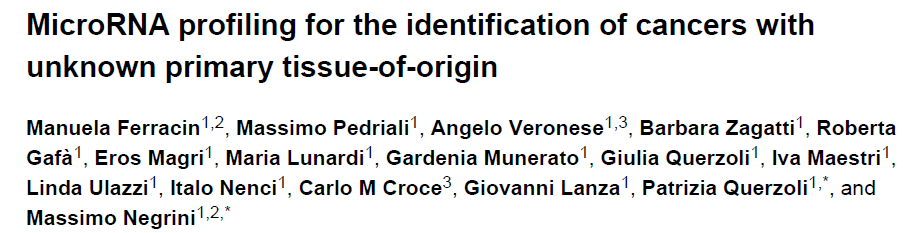 MicroRNA profiling for the identification of cancers with
unknown primary tissue-of-origin
Manuela Ferracin1,2, Massimo Pedriali1, Angelo Veronese1,3, Barbara Zagatti1, Roberta
Gafà1, Eros Magri1, Maria Lunardi1, Gardenia Munerato1, Giulia Querzoli1, Iva Maestri1,
Linda Ulazzi1, Italo Nenci1, Carlo M Croce3, Giovanni Lanza1, Patrizia Querzoli1,*, and
Massimo Negrini1,2,*